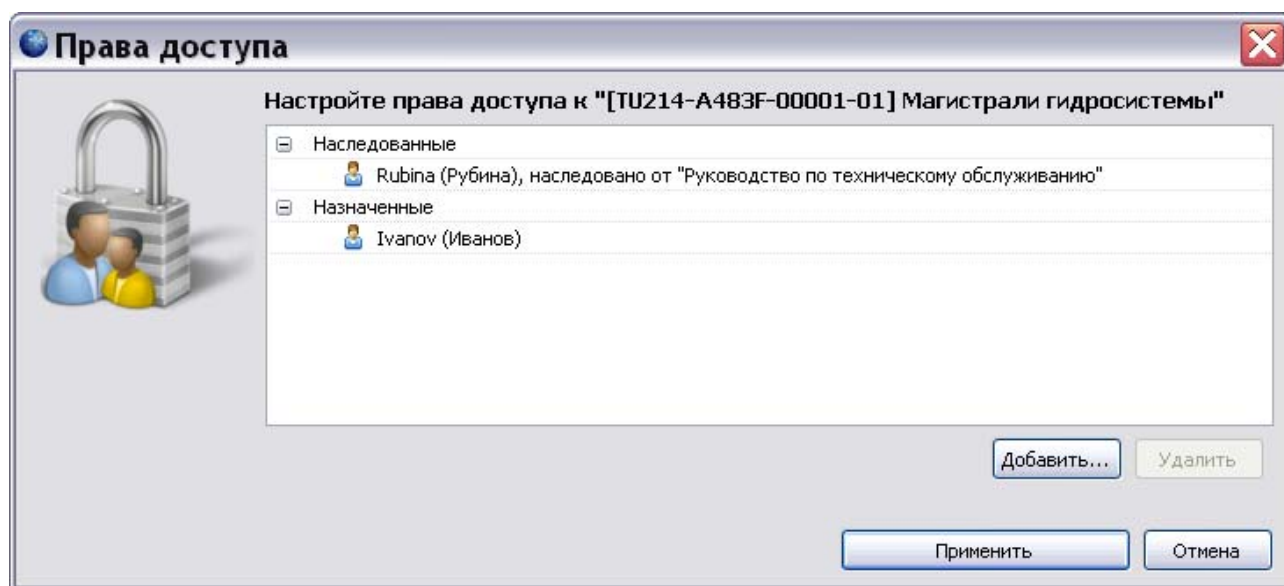 Права доступа
Настройте права доступа к "[TU214-A483F-00001-01] Магистрали гидросистемы"
Наследованные
Rubina (Рубина), наследовано от "Руководство по техническому обслуживанию"
Назначенные
Ivanov (Иванов)
Добавить... Удалить
Применить Отмена